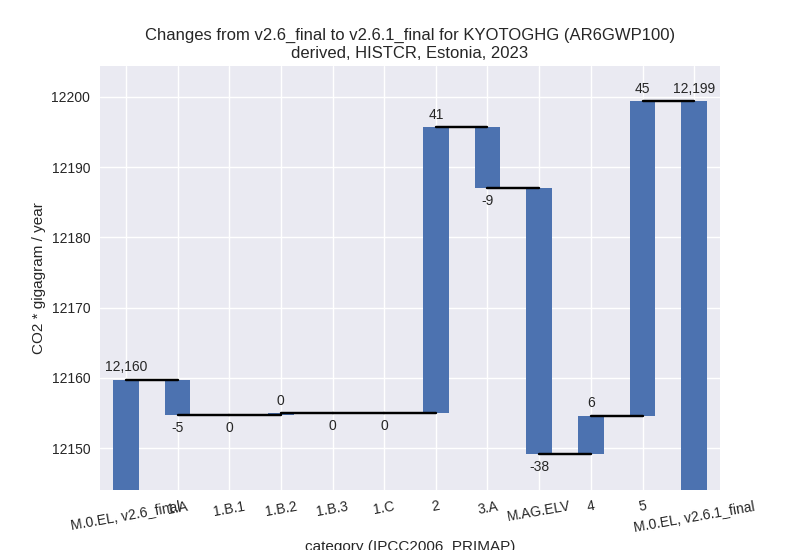 Changes from v2.6_final to v2.6.1_final for KYOTOGHG (AR6GWP100)
derived, HISTCR, Estonia, 2023
CO2 * gigagram / year
12200
12190
12180
12170
12160
12150
12,160
-5
0
0
0
0
41
-9
-38
6
45
12,199
M.0.EL, v2.6_final
1.A
1.B.1
1.B.2
1.B.3
1.C
2
3.A
M.AG.ELV
4
5
M.0.EL, v2.6.1_final
category (IPCC2006_PRIMAP)